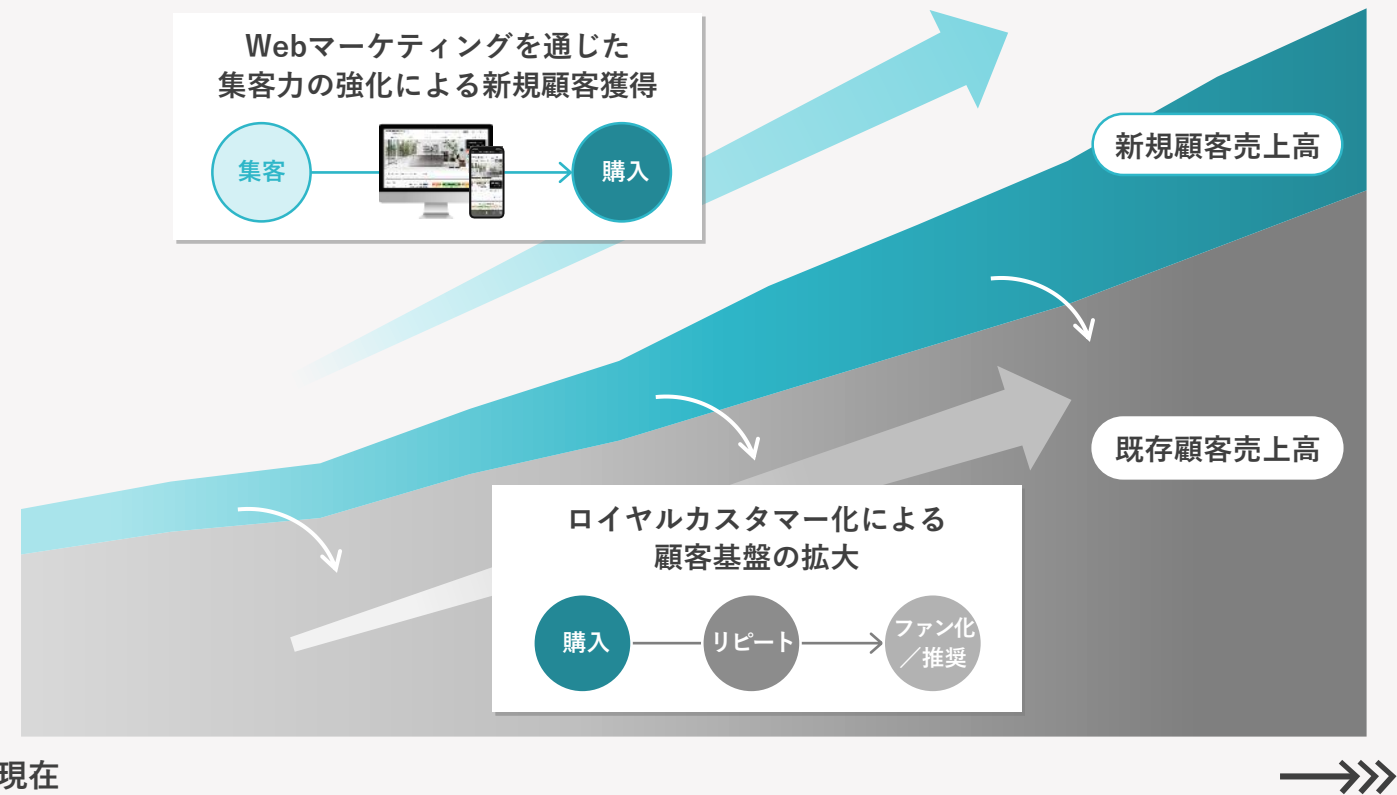 Webマーケティングを通じた
集客力の強化による新規顧客獲得
集客
購入
新規顧客売上高
既存顧客売上高
ロイヤルカスタマー化による
顧客基盤の拡大
購入
リピート
ファン化
／推奨
現在